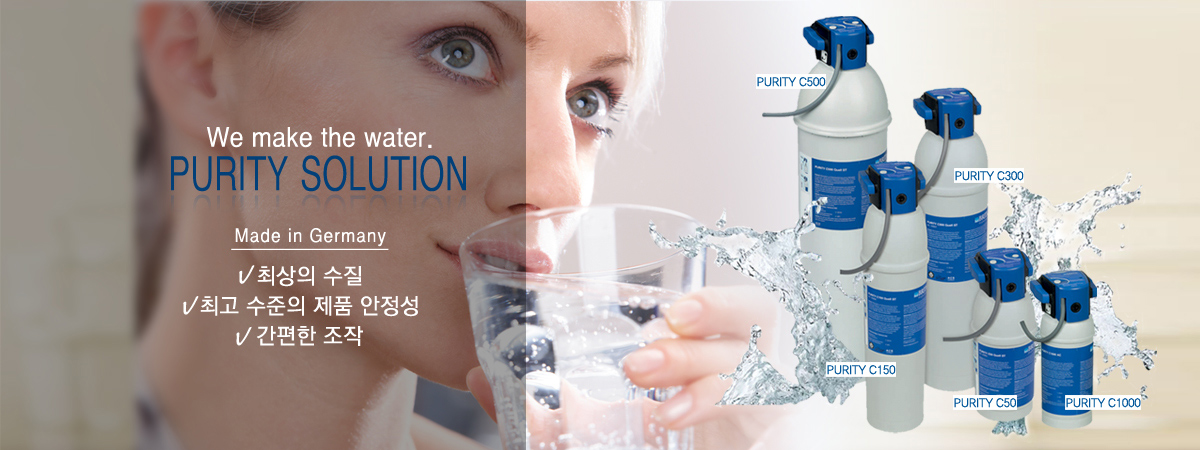 We make the water.
PURITY SOLUTION
Made in Germany
✓최상의 수질
✓최고 수준의 제품 안정성
✓간편한 조작
PURITY C500
PURITY C300
PURITY C150
PURITY C50
PURITY C1000